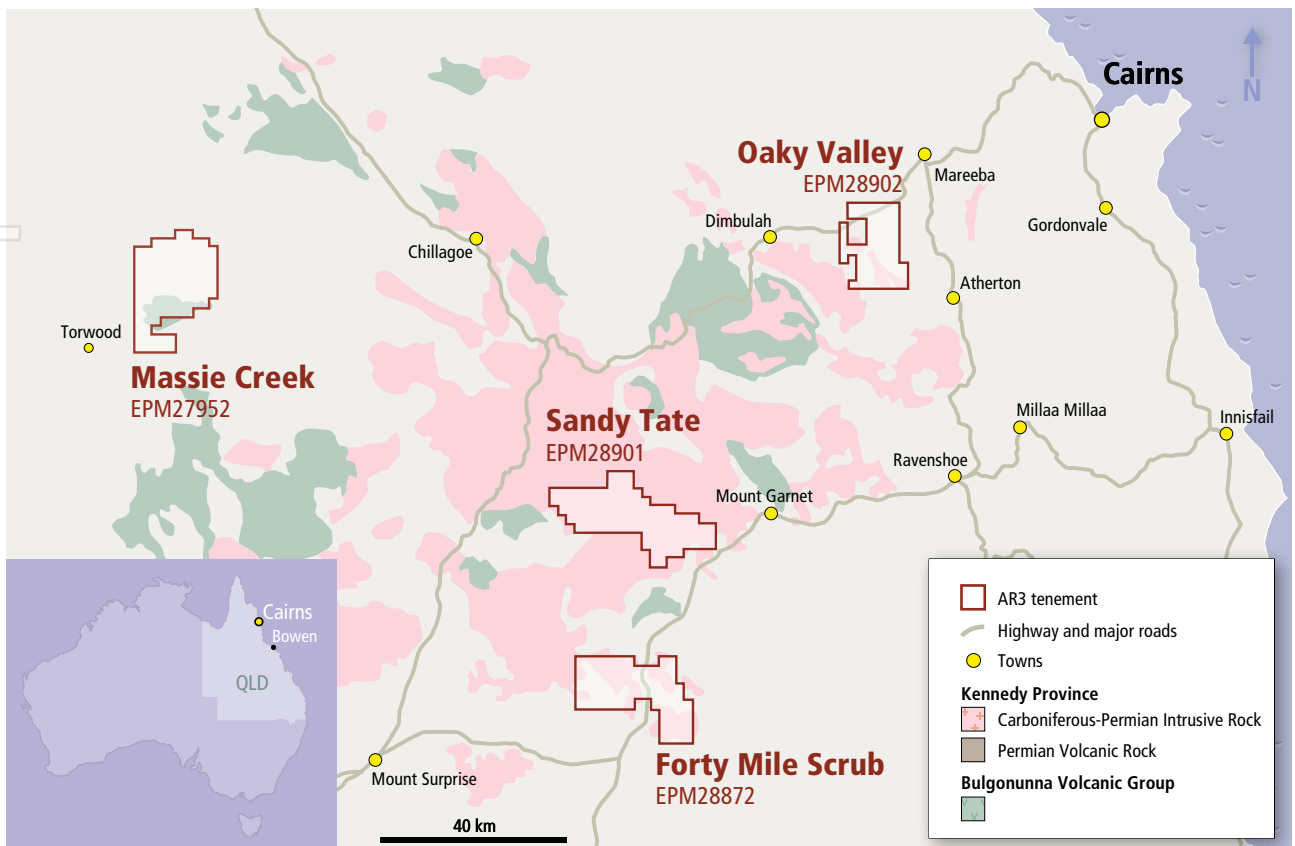 Cairns
N
Oaky Valley
EPM28902
Mareeba
Dimbulah
Gordonvale
Chillagoe
Atherton
Torwood
Massie Creek
EPM27952
Sandy Tate
EPM28901
Millaa Millaa
Innisfail
Ravenshoe
Mount Garnet
Forty Mile Scrub
EPM28872
Mount Surprise
40 km
Cairns
Bowen
QLD
AR3 tenement
Highway and major roads
Towns
Kennedy Province
Carboniferous-Permian Intrusive Rock
Permian Volcanic Rock
Bulgonunna Volcanic Group